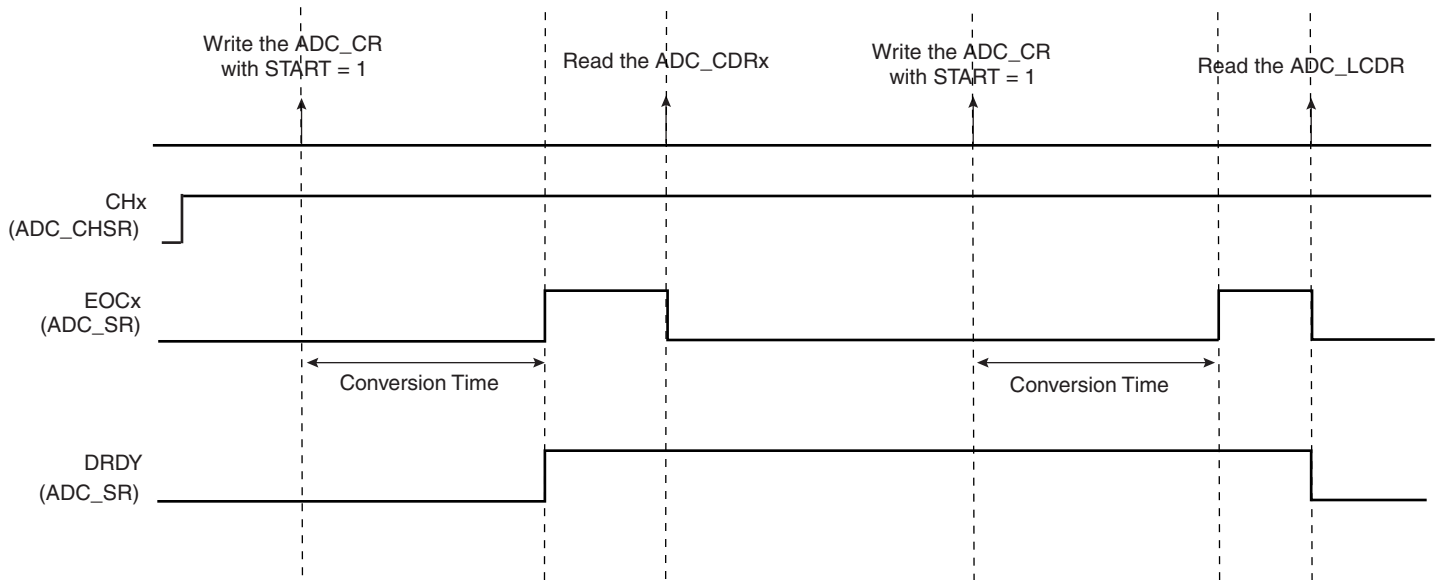 Write the ADC_CR
with START = 1
Read the ADC_CDRx
Write the ADC_CR
with START = 1
Read the ADC_LCDR
CHx
(ADC_CHSR)
EOCx
(ADC_SR)
Conversion Time
Conversion Time
DRDY
(ADC_SR)